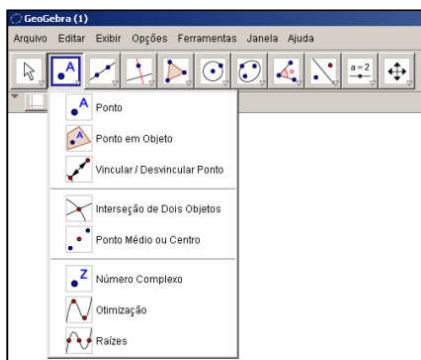 GeoGebra (1)
Arquivo Editar Exibir Opções Ferramentas Janela Ajuda
A
a=2
A Ponto
A Ponto em Objeto
Vincular / Desvincular Ponto
Interseção de Dois Objetos
Ponto Médio ou Centro
Z Número Complexo
Otimização
Raízes